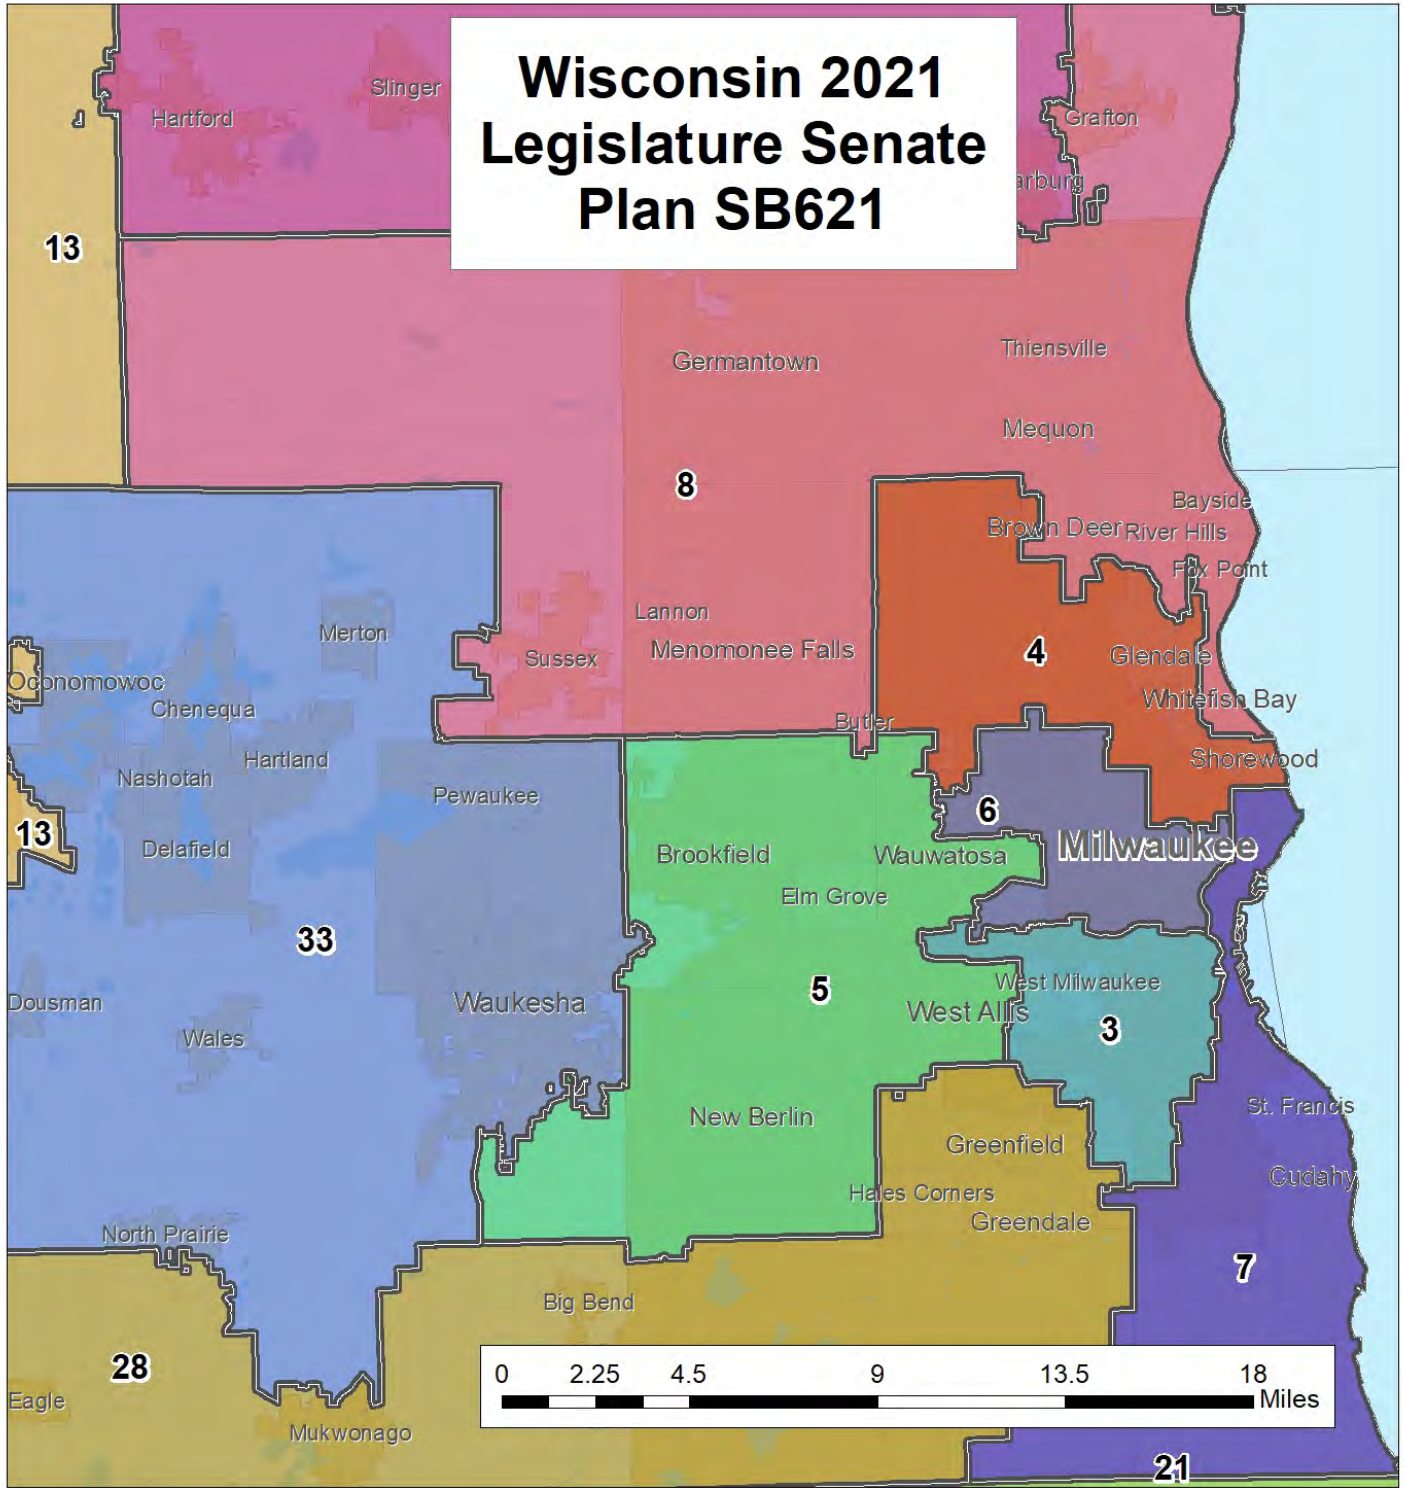 Wisconsin 2021
Legislature Senate
Plan SB621
Slinger
Hartford
Grafton
arburg
13
Thiensville
Germantown
Mequon
8
Bayside
Brown Deer
River Hills
Fox Point
Lannon
Merton
Menomonee Falls
4
Sussex
Glendale
Oconomowoc
Whitefish Bay
Chenequa
Butler
Hartland
Shorewood
Nashotah
Pewaukee
6
13
Milwaukee
Delafield
Brookfield
Wauwatosa
Elm Grove
33
West Milwaukee
5
Dousman
Waukesha
West Allis
3
Wales
St. Francis
New Berlin
Greenfield
Cudahy
Hales Corners
Greendale
North Prairie
7
Big Bend
28
0 2.25 4.5 9 13.5 18
Miles
Eagle
Mukwonago
21